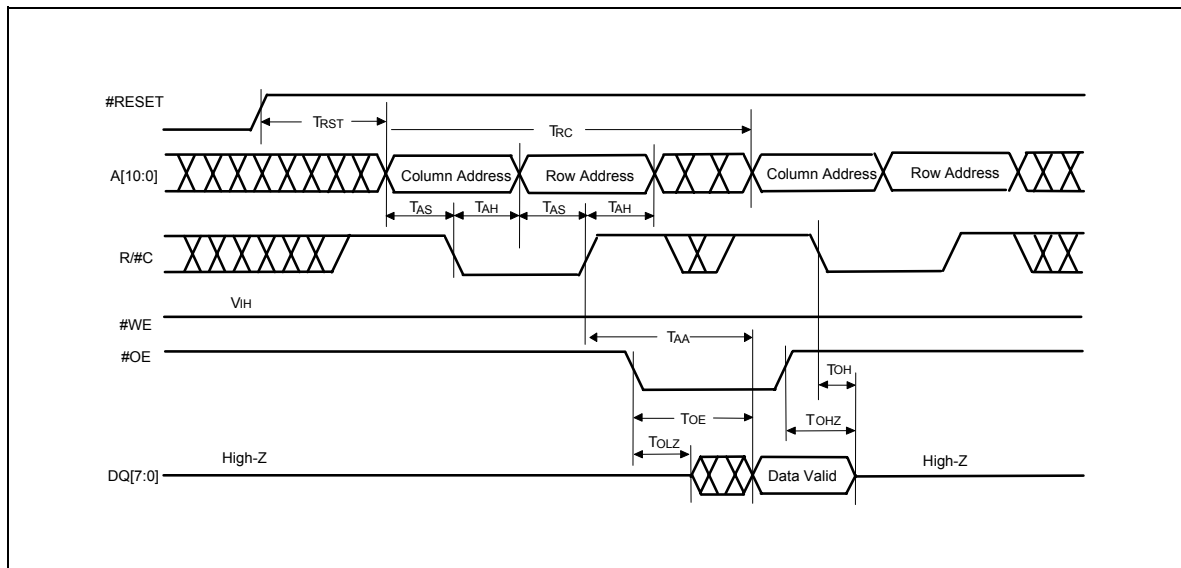 #RESET
TRST
TRC
A[10:0]
Column Address
Row Address
Column Address
Row Address
TAS
TAH
TAS
TAH
R/#C
VIH
#WE
TAA
#OE
TOH
TOE
TOHZ
TOLZ
High-Z
High-Z
DQ[7:0]
Data Valid